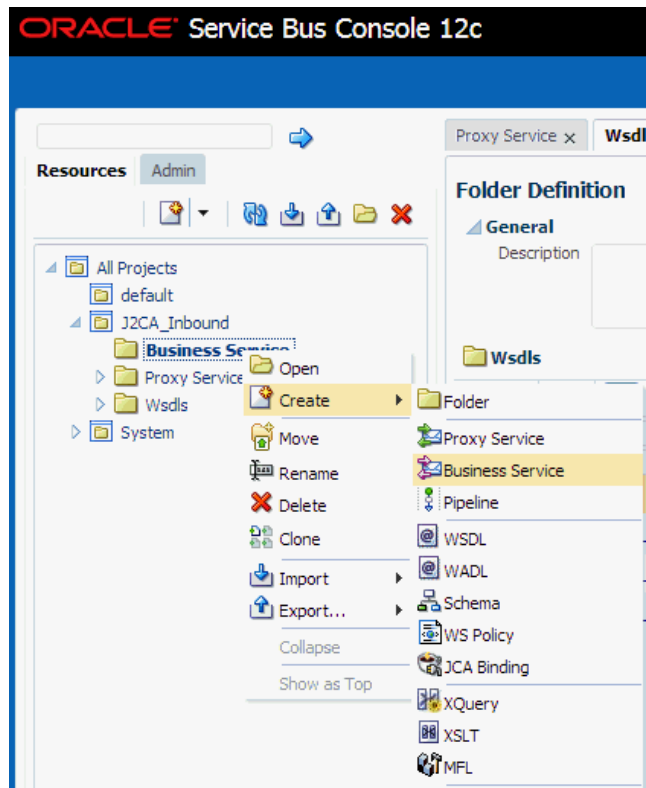 ORACLE® Service Bus Console 12c
Proxy Service x
Wsdl
Resources
Admin
Folder Definition
General
Description
All Projects
default
J2CA_Inbound
Business Service
Proxy Service
Wsdls
System
Wsdls
Open
Create
Move
Rename
Delete
Clone
Import
Export...
Collapse
Show as Top
Folder
Proxy Service
Business Service
Pipeline
WSDL
WADL
Schema
WS Policy
JCA Binding
XQuery
XSLT
MFL